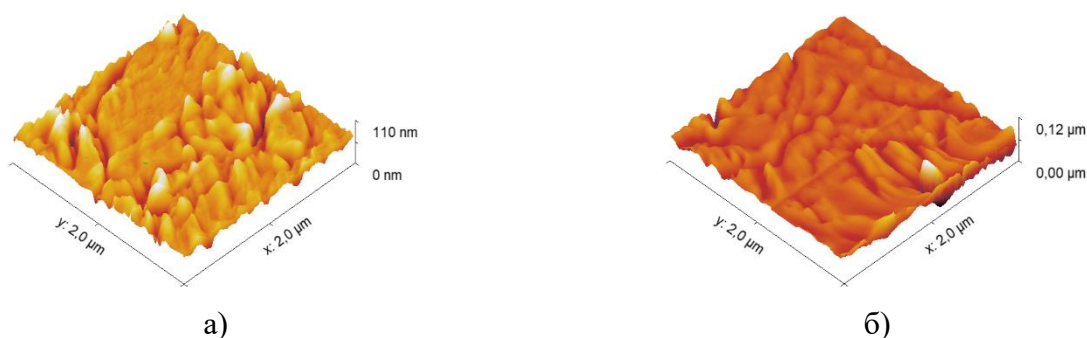 110 nm
0 nm
y: 2,0 µm
x: 2,0 µm
а)
0,12 µm
0,00 µm
y: 2,0 µm
x: 2,0 µm
б)